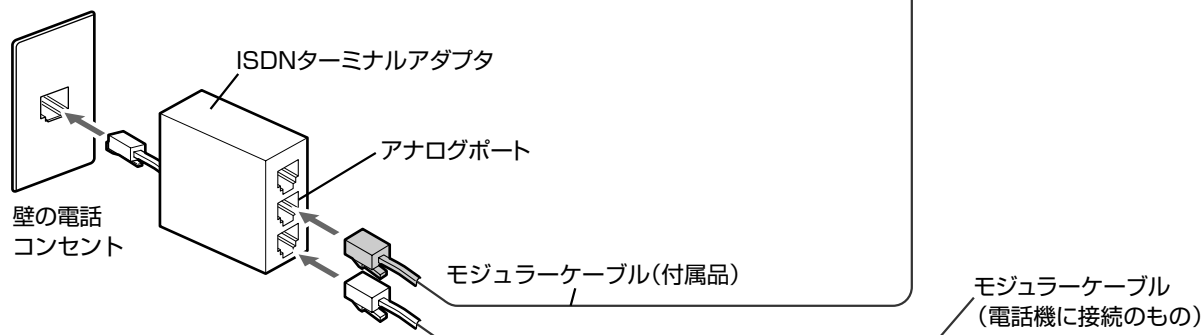 ISDNターミナルアダプタ
アナログポート
壁の電話
コンセント
モジュラーケーブル（付属品）
モジュラーケーブル
（電話機に接続のもの）